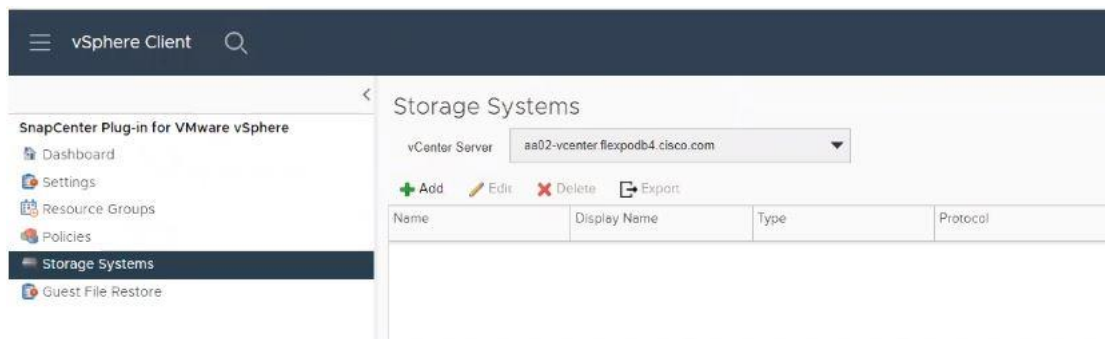 vSphere Client
SnapCenter Plug-in for VMware vSphere
Dashboard
Settings
Resource Groups
Policies
Storage Systems
Guest File Restore
Storage Systems
vCenter Server aa02-vcenter.flexpodb4.cisco.com
Add Edit Delete Export
Name Display Name Type Protocol